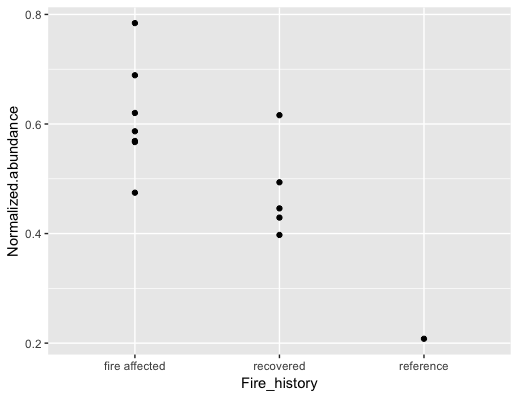 Normalized.abundance
0.8
0.6
0.4
0.2
fire affected
recovered
reference
Fire_history